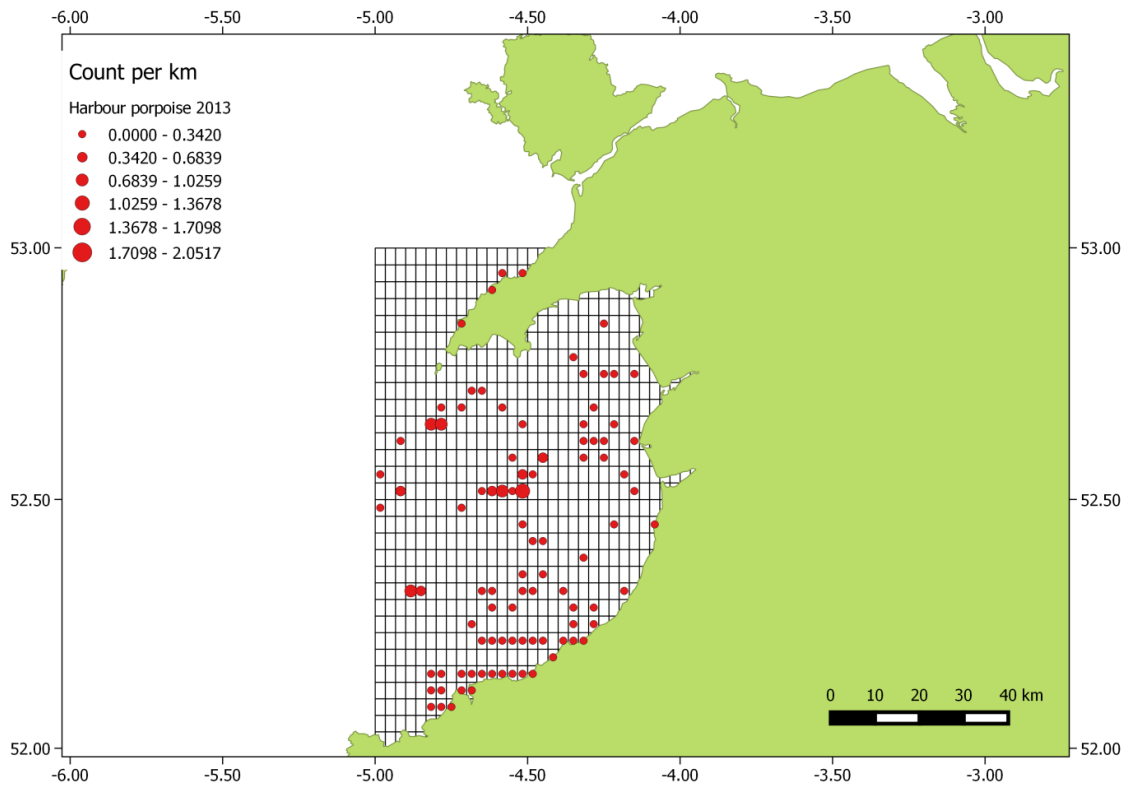 -6.00 -5.50 -5.00 -4.50 -4.00 -3.50 -3.00
Count per km
Harbour porpoise 2013
0.0000 - 0.3420
0.3420 - 0.6839
0.6839 - 1.0259
1.0259 - 1.3678
1.3678 - 1.7098
1.7098 - 2.0517
53.00 53.00
52.50 52.50
0 10 20 30 40 km
52.00 52.00
-6.00 -5.50 -5.00 -4.50 -4.00 -3.50 -3.00